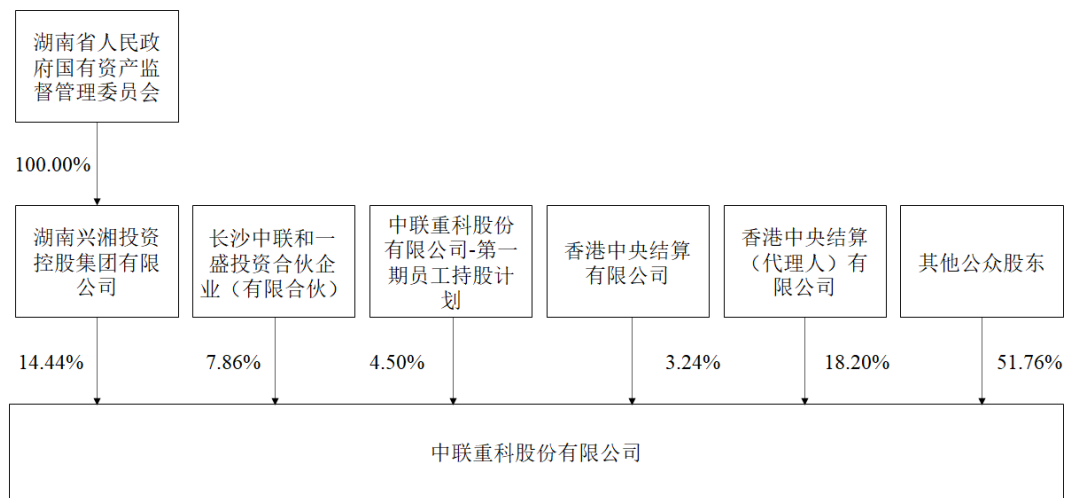 湖南省人民政
府国有资产监
督管理委员会
100.00%
湖南兴湘投资
控股集团有限
公司
长沙中联和一
盛投资合伙企
业（有限合伙）
中联重科股份
有限公司-第一
期员工持股计
划
香港中央结算
有限公司
香港中央结算
（代理人）有
限公司
其他公众股东
14.44%
7.86%
4.50%
3.24%
18.20%
51.76%
中联重科股份有限公司